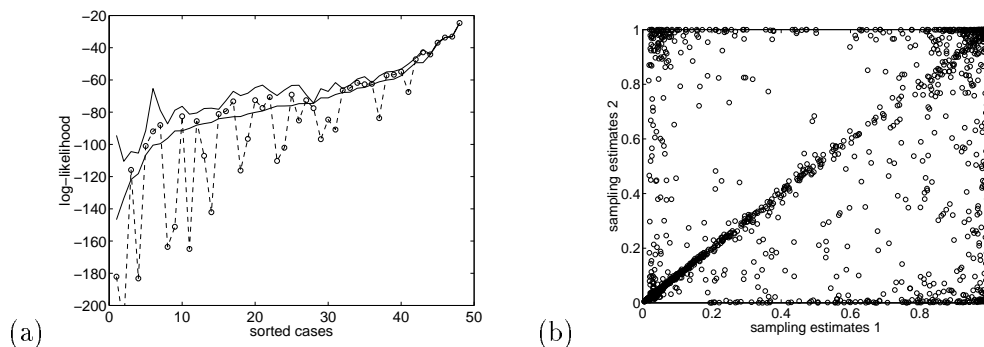 −20
−40
−60
−80
−100
−120
−140
−160
−180
−200
log−likelihood
0 10 20 30 40 50
sorted cases
(a)
1
0.8
0.6
0.4
0.2
0
sampling estimates 2
0 0.2 0.4 0.6 0.8
sampling estimates 1
(b)